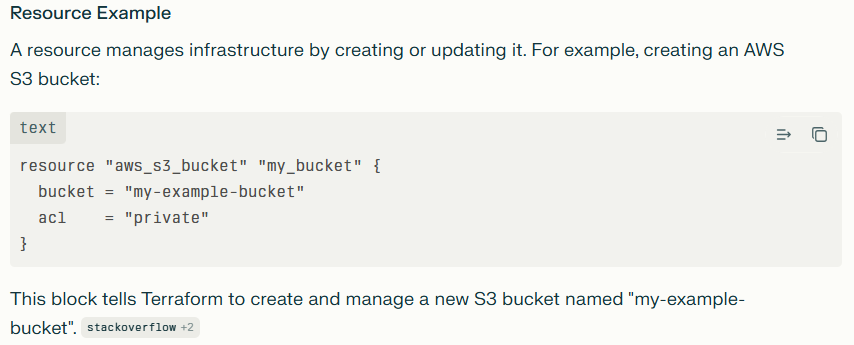 Resource Example
A resource manages infrastructure by creating or updating it. For example, creating an AWS
S3 bucket:
text
resource "aws_s3_bucket" "my_bucket" {
  bucket = "my-example-bucket"
  acl    = "private"
}
This block tells Terraform to create and manage a new S3 bucket named "my-example-
bucket". stackoverflow +2